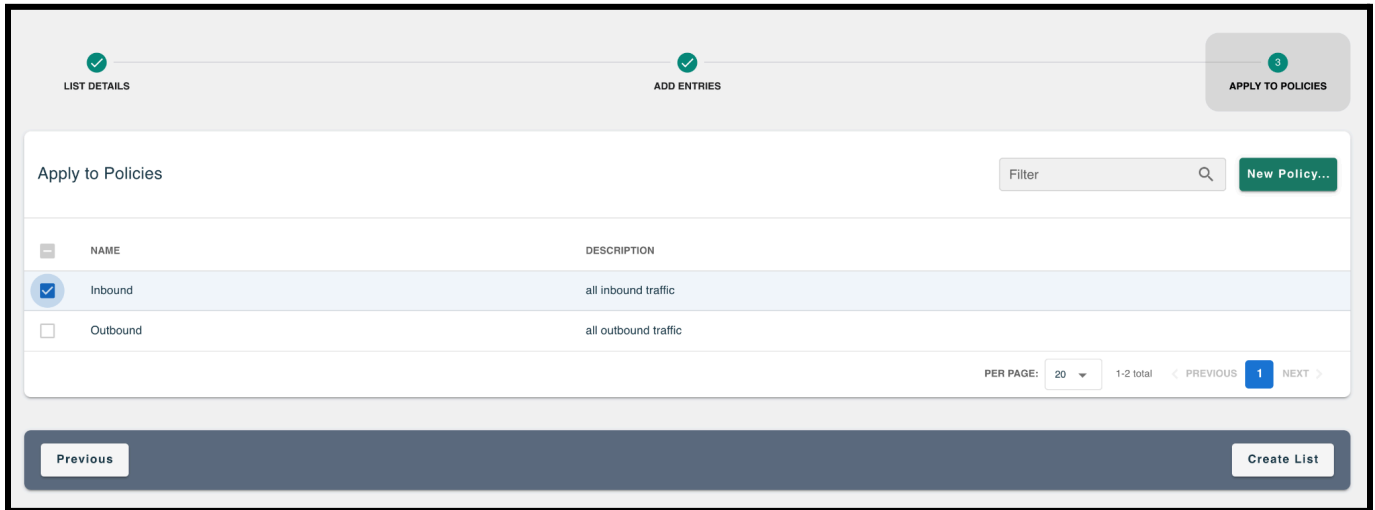 LIST DETAILS
ADD ENTRIES
3
APPLY TO POLICIES
Apply to Policies
Filter
New Policy...
NAME DESCRIPTION
Inbound all inbound traffic
Outbound all outbound traffic
PER PAGE: 20 1-2 total < PREVIOUS 1 NEXT >
Previous
Create List